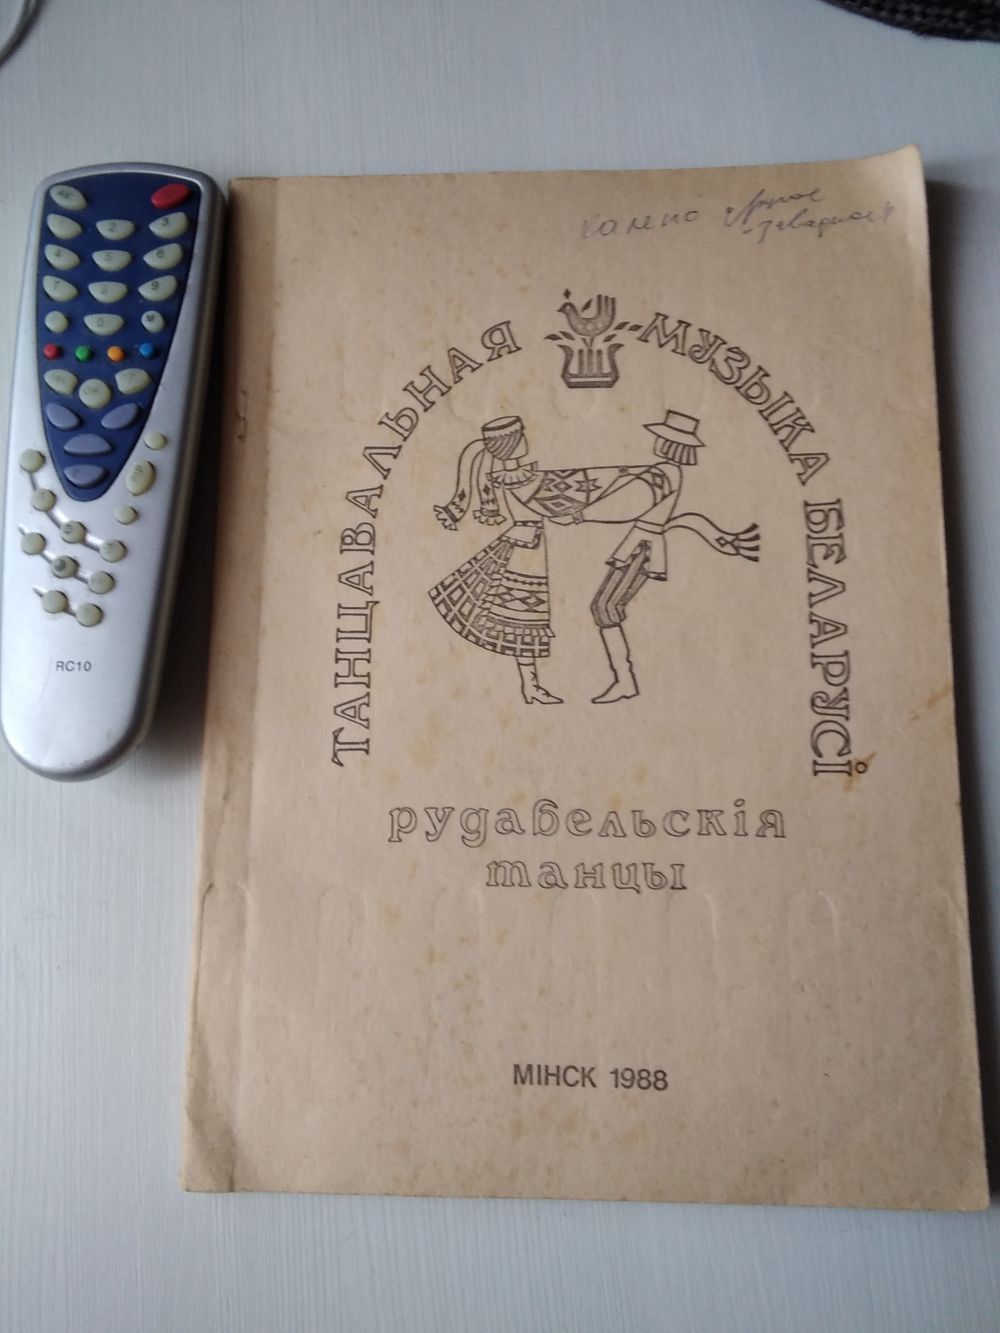 ТАНЦАВАЛЬНАЯ МУЗЫКА БЕЛАРУСІ
рудабельскія
танцы
МІНСК 1988
RC10